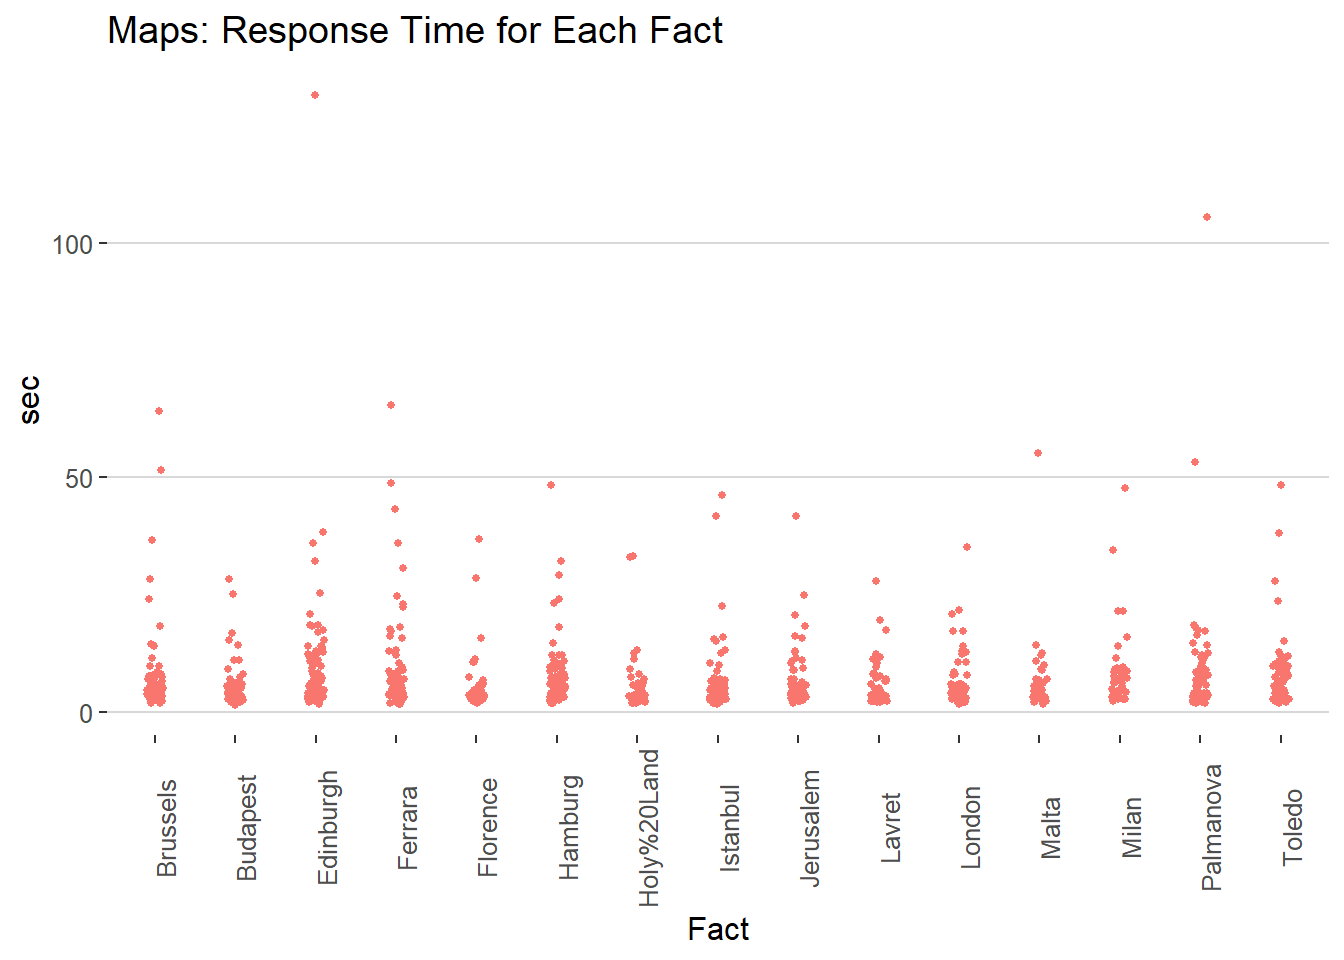 Maps: Response Time for Each Fact
100
50
0
sec
Brussels
Budapest
Edinburgh
Ferrara
Florence
Hamburg
Holy%20Land
Istanbul
Jerusalem
Lavret
London
Malta
Milan
Palmanova
Toledo
Fact